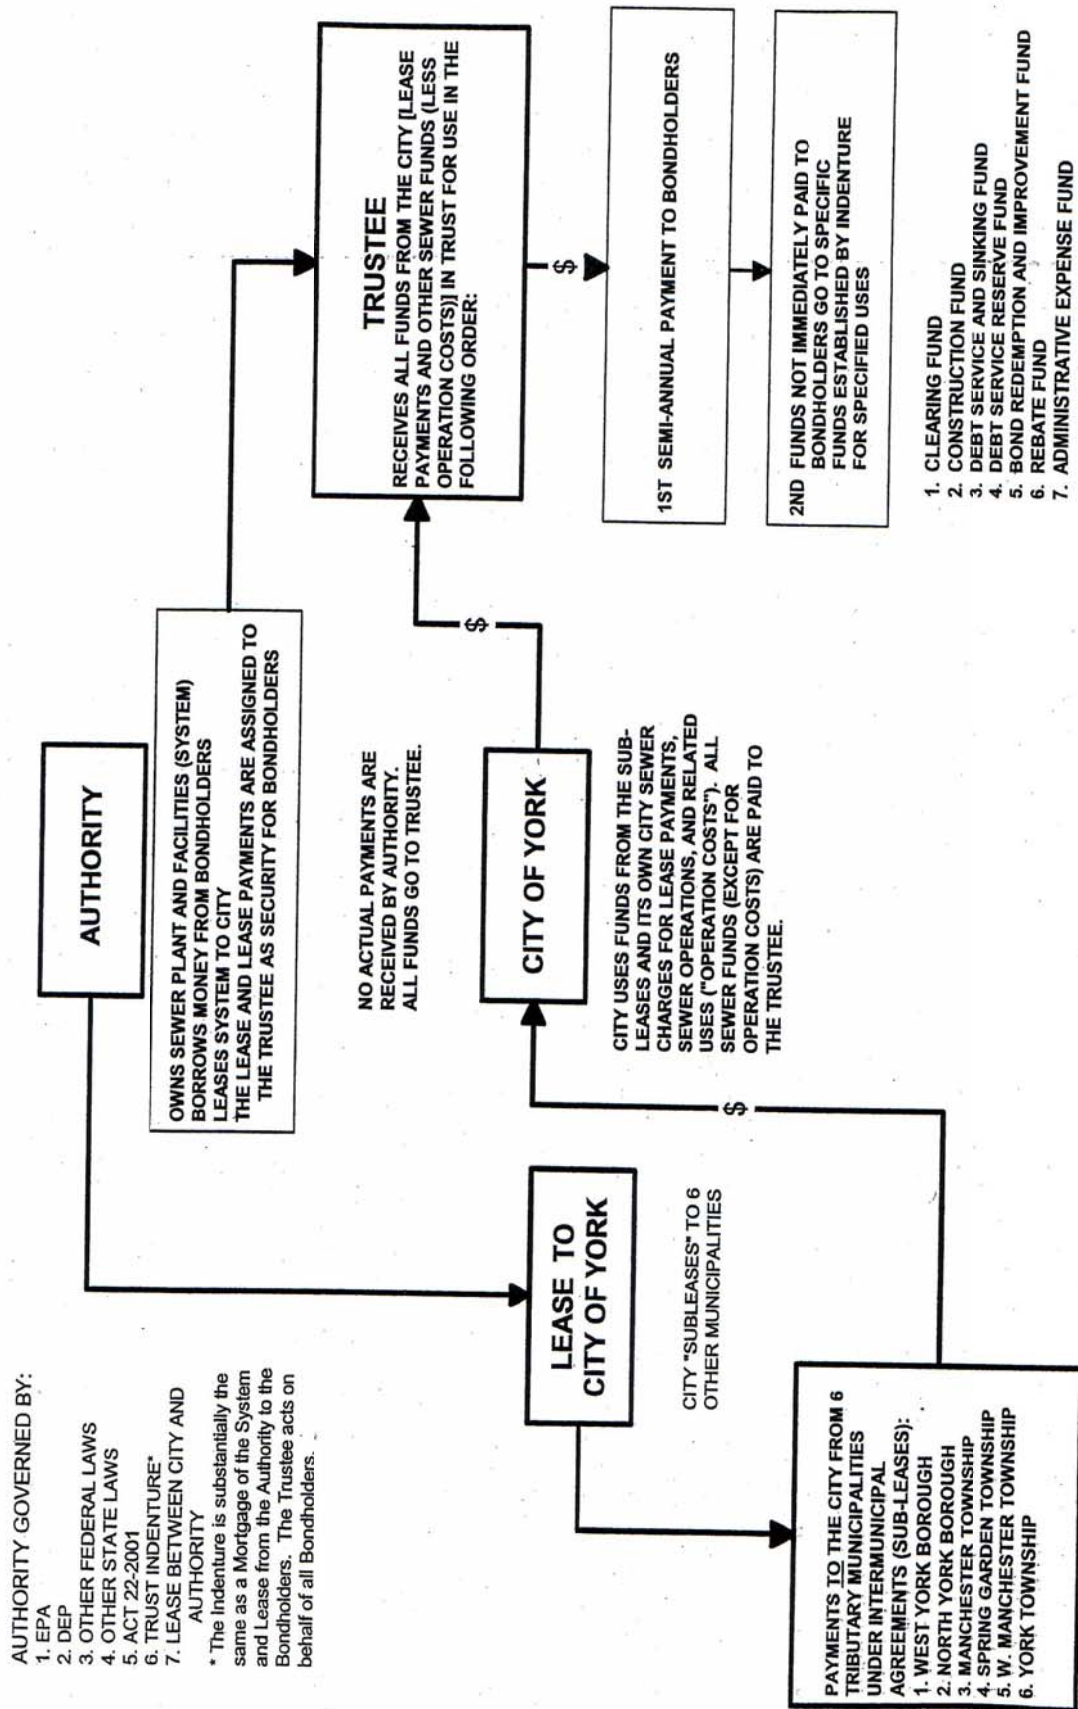 AUTHORITY GOVERNED BY:
1. EPA
2. DEP
3. OTHER FEDERAL LAWS
4. OTHER STATE LAWS
5. ACT 22-2001
6. TRUST INDENTURE*
7. LEASE BETWEEN CITY AND
AUTHORITY
* The Indenture is substantially the
same as a Mortgage of the System
and Lease from the Authority to the
Bondholders. The Trustee acts on
behalf of all Bondholders.
AUTHORITY
OWNS SEWER PLANT AND FACILITIES (SYSTEM)
BORROWS MONEY FROM BONDHOLDERS
LEASES SYSTEM TO CITY
THE LEASE AND LEASE PAYMENTS ARE ASSIGNED TO
THE TRUSTEE AS SECURITY FOR BONDHOLDERS
NO ACTUAL PAYMENTS ARE
RECEIVED BY AUTHORITY.
ALL FUNDS GO TO TRUSTEE.
LEASE TO
CITY OF YORK
CITY "SUBLEASES" TO 6
OTHER MUNICIPALITIES
PAYMENTS TO THE CITY FROM 6
TRIBUTARY MUNICIPALITIES
UNDER INTERMUNICIPAL
AGREEMENTS (SUB-LEASES):
1. WEST YORK BOROUGH
2. NORTH YORK BOROUGH
3. MANCHESTER TOWNSHIP
4. SPRING GARDEN TOWNSHIP
5. W. MANCHESTER TOWNSHIP
6. YORK TOWNSHIP
$
CITY OF YORK
CITY USES FUNDS FROM THE SUB-
LEASES AND ITS OWN CITY SEWER
CHARGES FOR LEASE PAYMENTS,
SEWER OPERATIONS, AND RELATED
USES ("OPERATION COSTS"). ALL
SEWER FUNDS (EXCEPT FOR
OPERATION COSTS) ARE PAID TO
THE TRUSTEE.
$
TRUSTEE
RECEIVES ALL FUNDS FROM THE CITY [LEASE
PAYMENTS AND OTHER SEWER FUNDS (LESS
OPERATION COSTS)] IN TRUST FOR USE IN THE
FOLLOWING ORDER:
$
1ST SEMI-ANNUAL PAYMENT TO BONDHOLDERS
2ND FUNDS NOT IMMEDIATELY PAID TO
BONDHOLDERS GO TO SPECIFIC
FUNDS ESTABLISHED BY INDENTURE
FOR SPECIFIED USES
1. CLEARING FUND
2. CONSTRUCTION FUND
3. DEBT SERVICE AND SINKING FUND
4. DEBT SERVICE RESERVE FUND
5. BOND REDEMPTION AND IMPROVEMENT FUND
6. REBATE FUND
7. ADMINISTRATIVE EXPENSE FUND